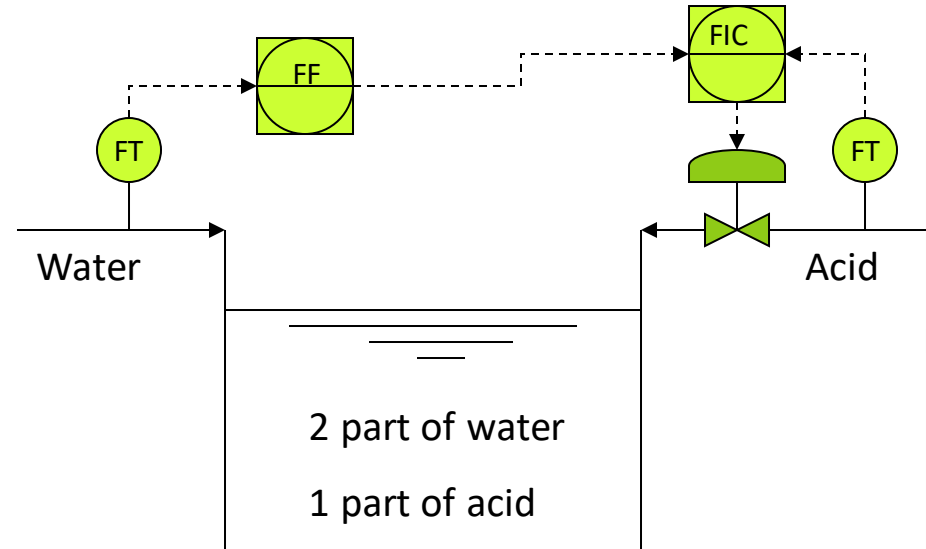 FIC
FF
FT
FT
Water
Acid
2 part of water
1 part of acid